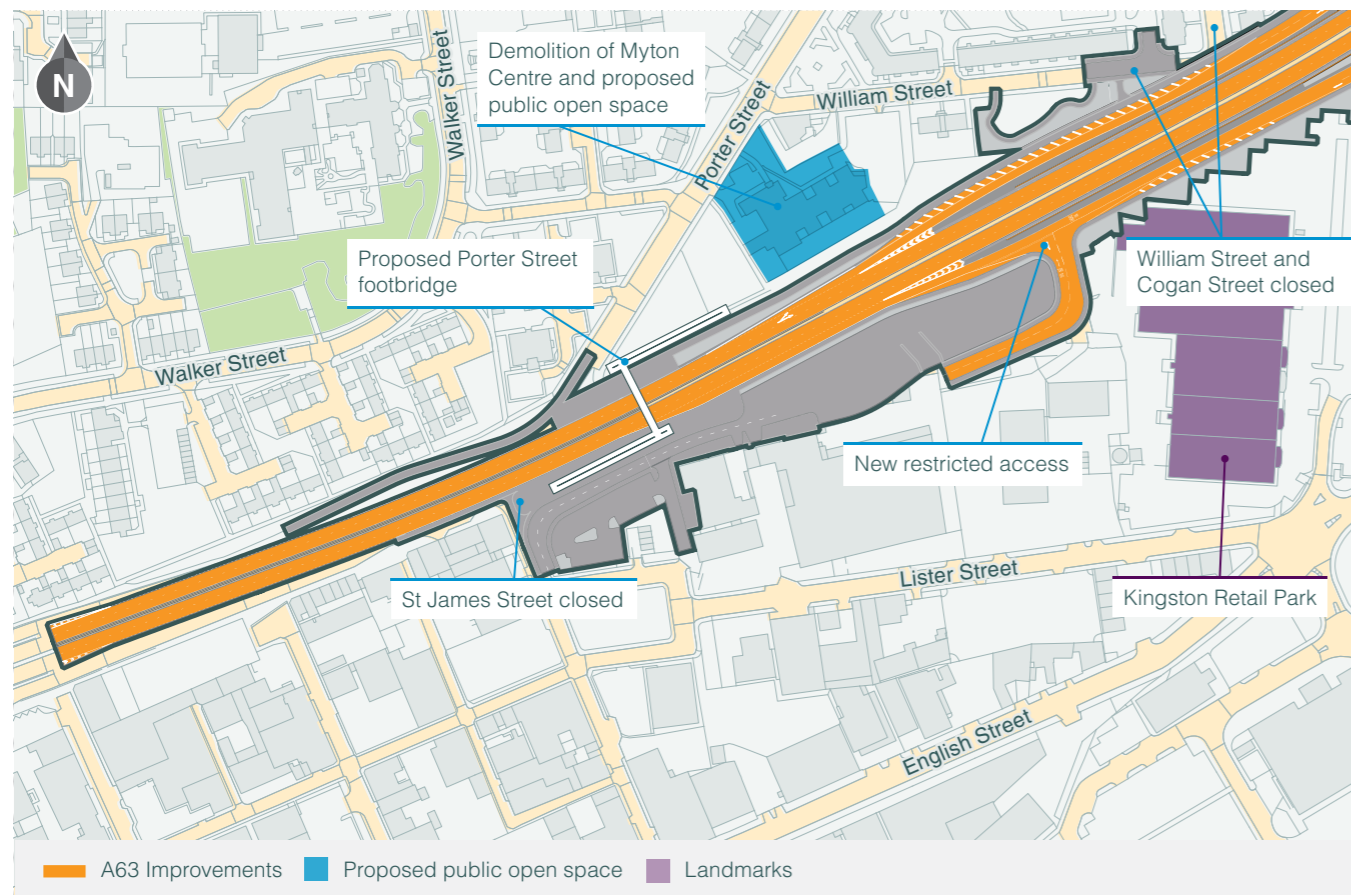 N
Demolition of Myton
Centre and proposed
public open space
Walker Street
Porter Street
William Street
Proposed Porter Street
footbridge
William Street and
Cogan Street closed
Walker Street
New restricted access
St James Street closed
Lister Street
Kingston Retail Park
English Street
A63 Improvements
Proposed public open space
Landmarks